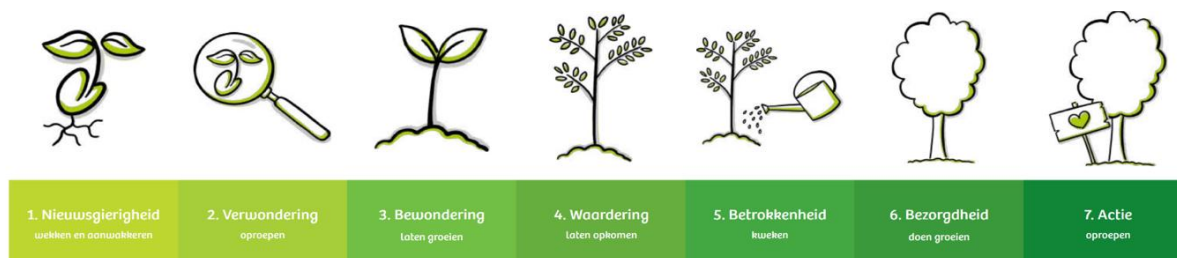 1. Nieuwsgierigheid
wekken en aanwakkeren
2. Verwondering
oproepen
3. Bewondering
laten groeien
4. Waardering
laten opkomen
5. Betrokkenheid
kweken
6. Bezorgdheid
doen groeien
7. Actie
oproepen